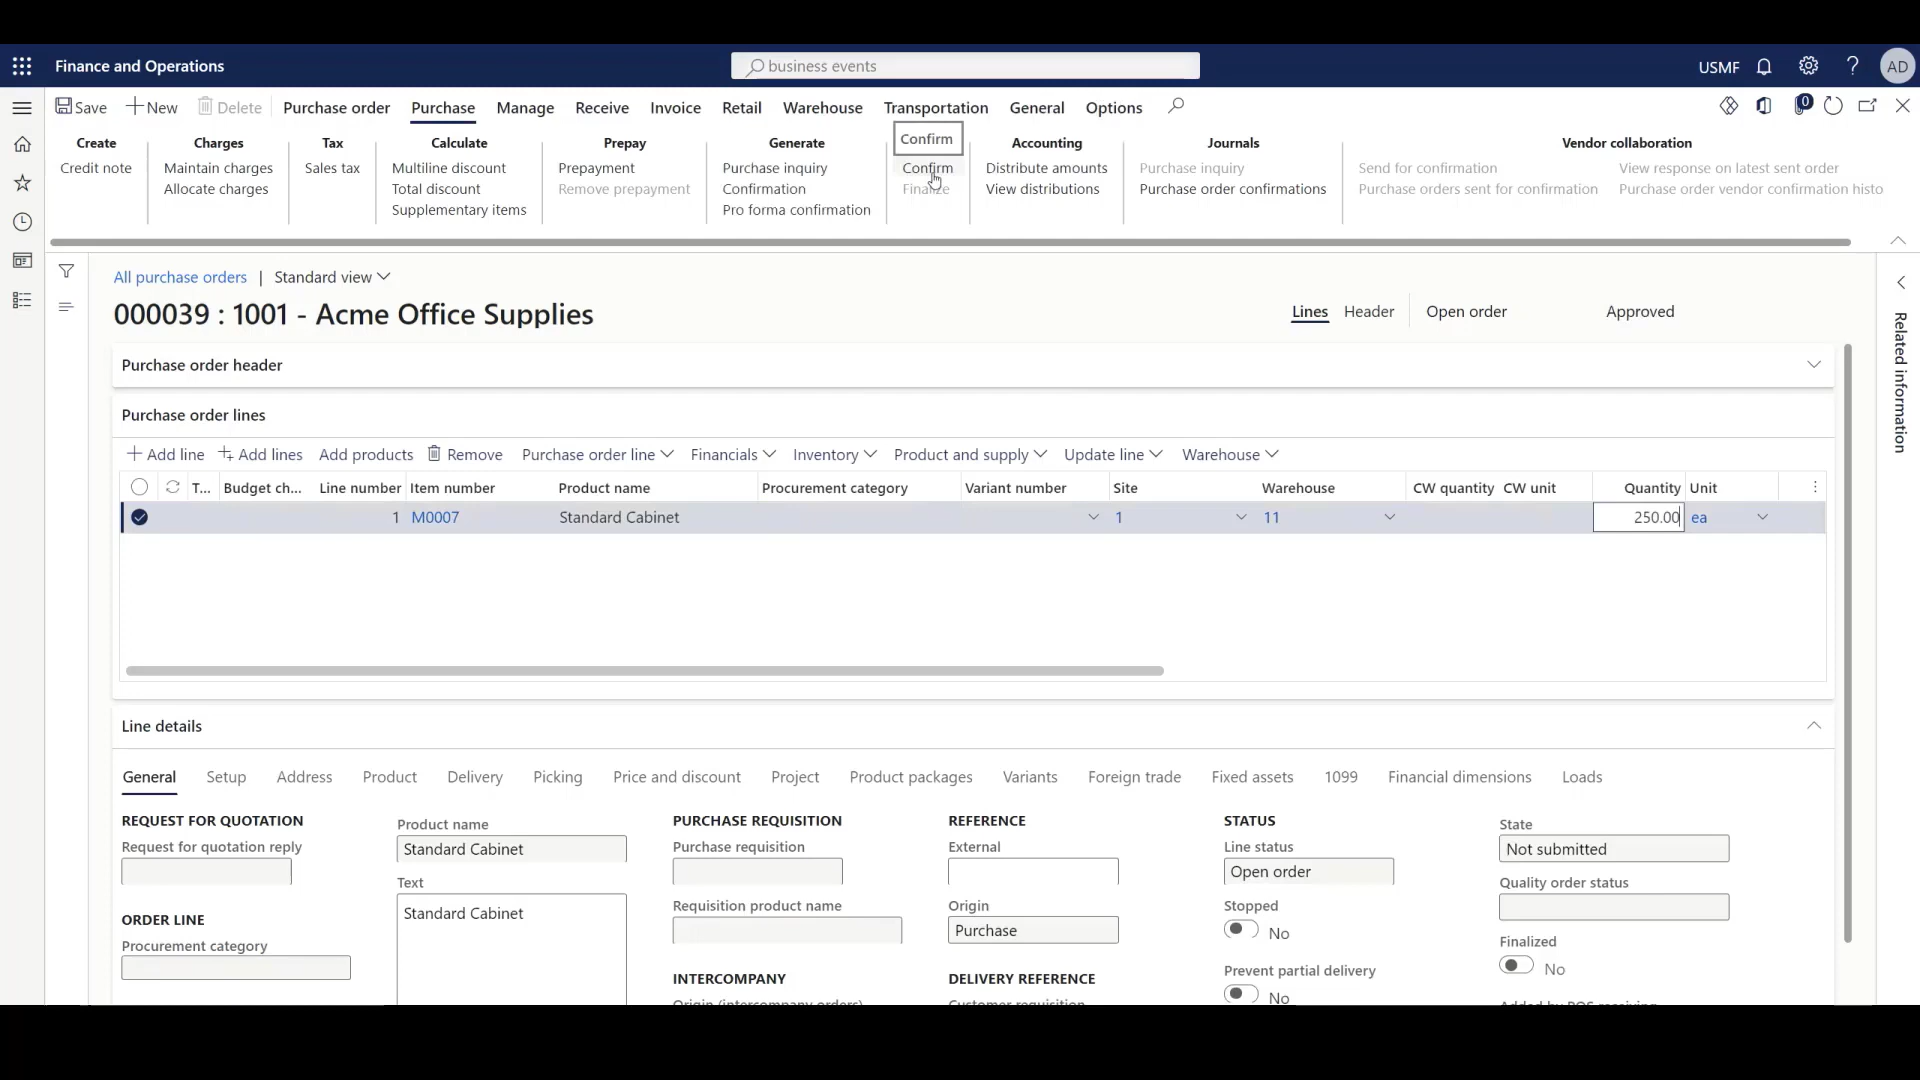 Finance and Operations
business events
USMF
AD
Save New Delete Purchase order Purchase Manage Receive Invoice Retail Warehouse Transportation General Options
0
Confirm
Create Charges Tax Calculate Prepay Generate Accounting Journals Vendor collaboration
Credit note Maintain charges Sales tax Multiline discount Prepayment Purchase inquiry Confirm Distribute amounts Purchase inquiry Send for confirmation View response on latest sent order
Allocate charges Total discount Remove prepayment Confirmation View distributions Purchase order confirmations Purchase orders sent for confirmation Purchase order vendor confirmation histo
Supplementary items Pro forma confirmation
All purchase orders | Standard view
000039 : 1001 - Acme Office Supplies
Lines Header Open order Approved
Related information
Purchase order header
Purchase order lines
Add line Add lines Add products Remove Purchase order line Financials Inventory Product and supply Update line Warehouse
T... Budget ch... Line number Item number Product name Procurement category Variant number Site Warehouse CW quantity CW unit Quantity Unit
1 M0007 Standard Cabinet 1 11 250.00 ea
Line details
General Setup Address Product Delivery Picking Price and discount Project Product packages Variants Foreign trade Fixed assets 1099 Financial dimensions Loads
REQUEST FOR QUOTATION
Request for quotation reply
ORDER LINE
Procurement category
Product name
Standard Cabinet
Text
Standard Cabinet
PURCHASE REQUISITION
Purchase requisition
Requisition product name
INTERCOMPANY
Origin (intercompany orders)
REFERENCE
External
Origin
Purchase
DELIVERY REFERENCE
Customer requisition
STATUS
Line status
Open order
Stopped
No
Prevent partial delivery
No
State
Not submitted
Quality order status
Finalized
No
Added by POS receiving